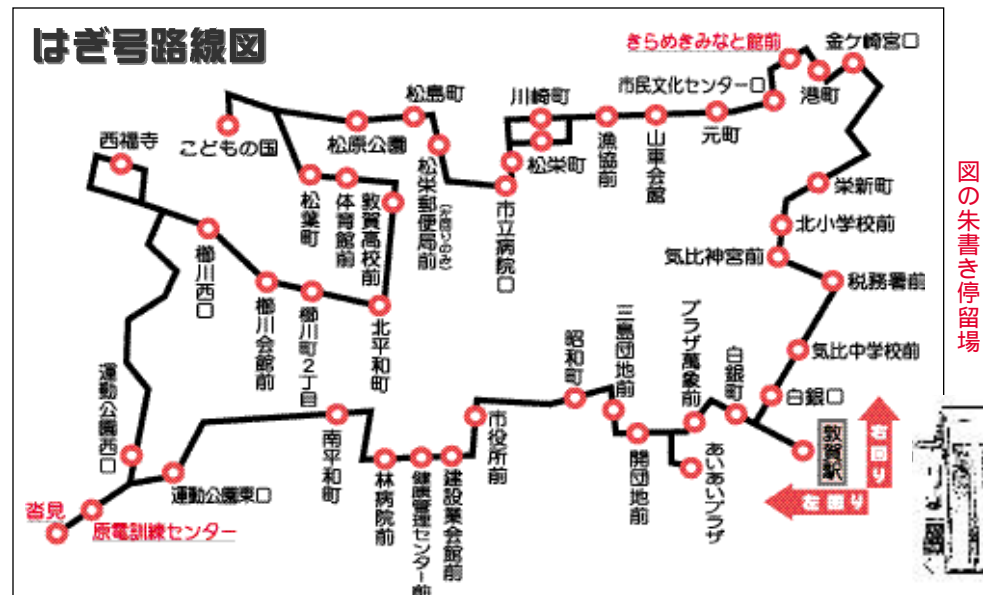 はぎ号路線図
きらめきみなと館前
金ケ崎宮口
港町
市民文化センター口
元町
山車会館
漁協前
川崎町
松栄町
市立病院口
松島町
松栄郵便局前
(左回りのみ)
松原公園
こどもの国
松葉町
体育館前
敦賀高校前
北平和町
櫛川町2丁目
櫛川会館前
櫛川西口
西福寺
栄新町
北小学校前
気比神宮前
税務署前
気比中学校前
白銀口
敦賀駅
白銀町
プラザ萬象前
あいあいプラザ
開団地前
三島団地前
昭和町
市役所前
建設業会館前
健康管理センター前
林病院前
南平和町
運動公園東口
運動公園西口
原電訓練センター
沓見
右回り
左回り
図の朱書き停留場